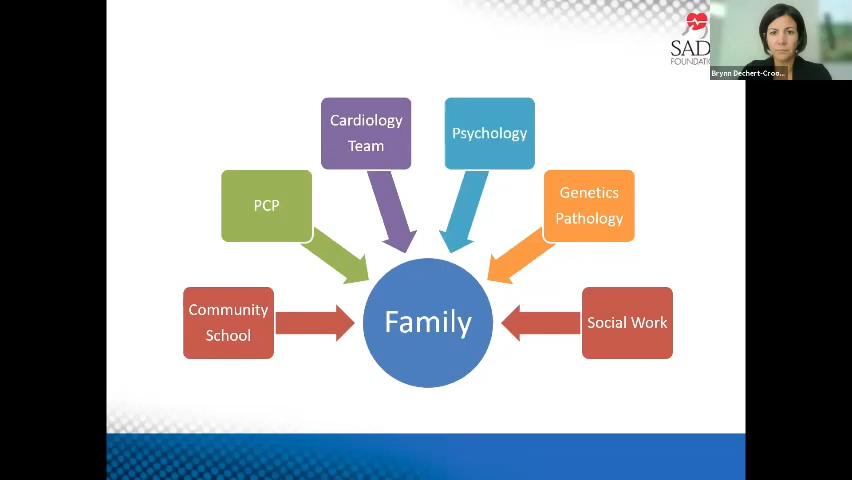 SAD
FOUNDATIO
Brynn Dechert-Croo...
Cardiology
Team
Psychology
PCP
Genetics
Pathology
Community
School
Family
Social Work